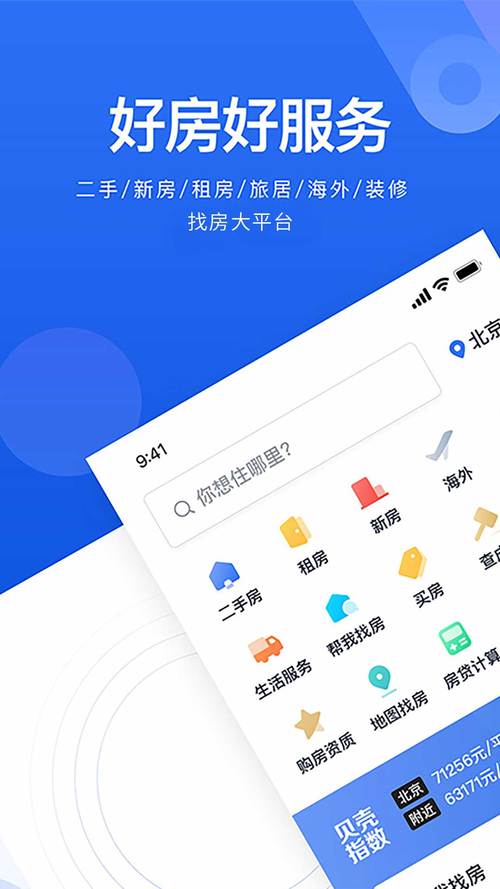 好房好服务
二手/新房/租房/旅居/海外/装修
找房大平台
9:41
北京
你想住哪里?
二手房
租房
新房
海外
生活服务
帮我找房
买房
购房资质
地图找房
房贷计算
贝壳
指数
北京 71256元/平
附近 63171元/